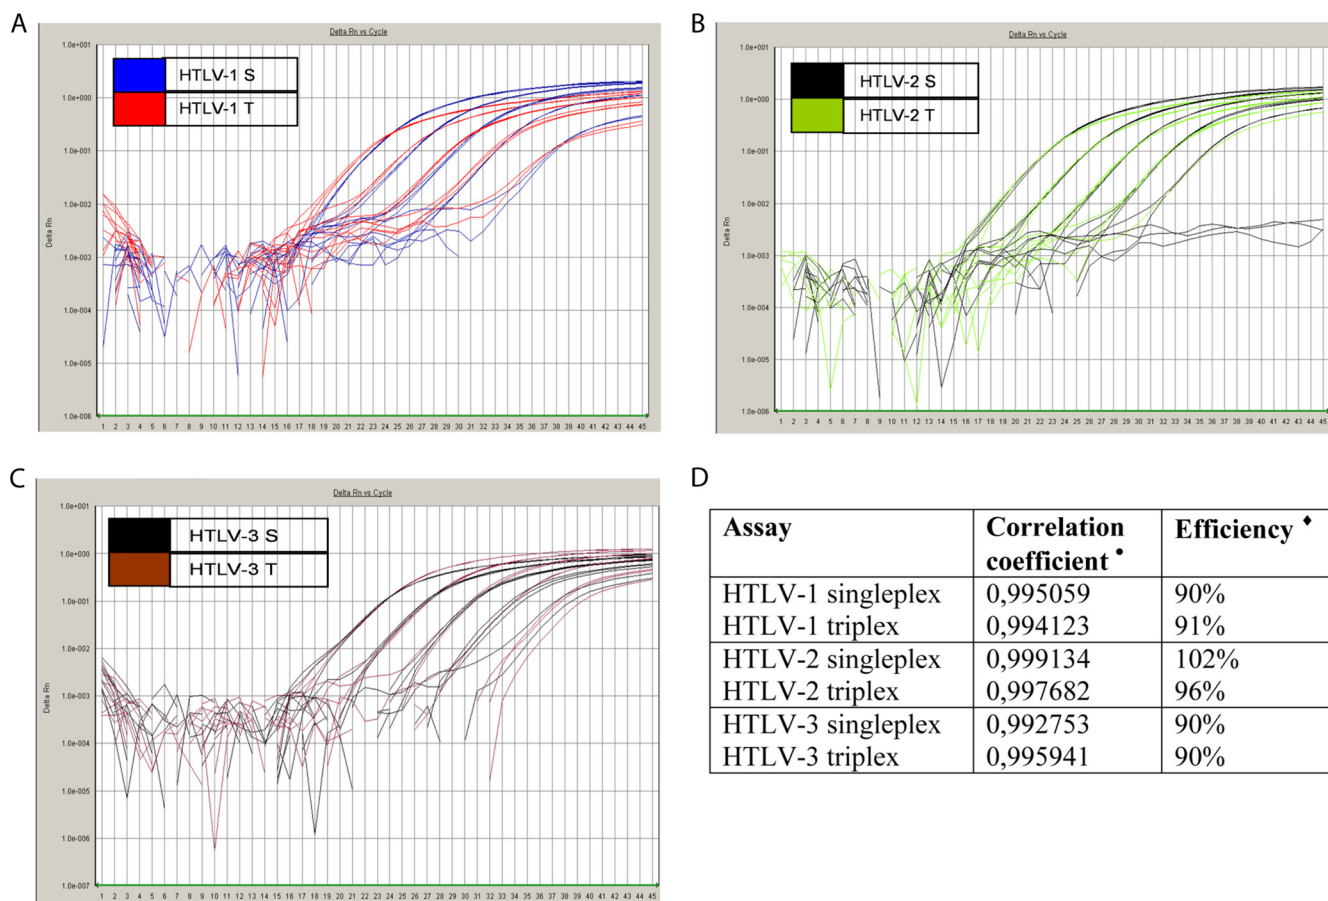 A
Delta Rn vs Cycle
1.0e+001
HTLV-1 S
HTLV-1 T
1.0e+000
1.0e-001
1.0e-002
1.0e-003
1.0e-004
1.0e-005
1.0e-006
Delta Rn
1 2 3 4 5 6 7 8 9 10 11 12 13 14 15 16 17 18 19 20 21 22 23 24 25 26 27 28 29 30 31 32 33 34 35 36 37 38 39 40 41 42 43 44 45
B
Delta Rn vs Cycle
1.0e+001
HTLV-2 S
HTLV-2 T
1.0e+000
1.0e-001
1.0e-002
1.0e-003
1.0e-004
1.0e-005
1.0e-006
Delta Rn
1 2 3 4 5 6 7 8 9 10 11 12 13 14 15 16 17 18 19 20 21 22 23 24 25 26 27 28 29 30 31 32 33 34 35 36 37 38 39 40 41 42 43 44 45
C
Delta Rn vs Cycle
1.0e+001
HTLV-3 S
HTLV-3 T
1.0e+000
1.0e-001
1.0e-002
1.0e-003
1.0e-004
1.0e-005
1.0e-006
1.0e-007
Delta Rn
1 2 3 4 5 6 7 8 9 10 11 12 13 14 15 16 17 18 19 20 21 22 23 24 25 26 27 28 29 30 31 32 33 34 35 36 37 38 39 40 41 42 43 44 45
D
Assay Correlation Efficiency ♦
coefficient •
HTLV-1 singleplex 0,995059 90%
HTLV-1 triplex 0,994123 91%
HTLV-2 singleplex 0,999134 102%
HTLV-2 triplex 0,997682 96%
HTLV-3 singleplex 0,992753 90%
HTLV-3 triplex 0,995941 90%